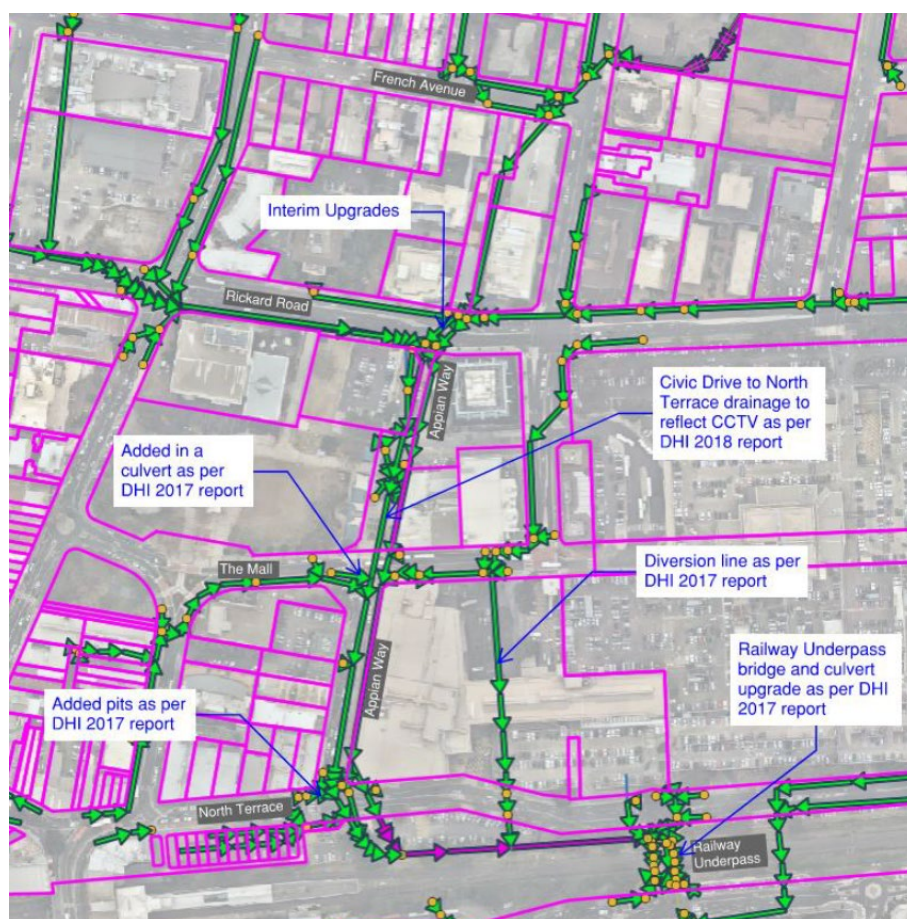 French Avenue
Interim Upgrades
Rickard Road
Appian Way
Civic Drive to North
Terrace drainage to
reflect CCTV as per
DHI 2018 report
Added in a
culvert as per
DHI 2017 report
The Mall
Diversion line as per
DHI 2017 report
Railway Underpass
bridge and culvert
upgrade as per DHI
2017 report
Appian Way
Added pits as per
DHI 2017 report
North Terrace
Railway
Underpass